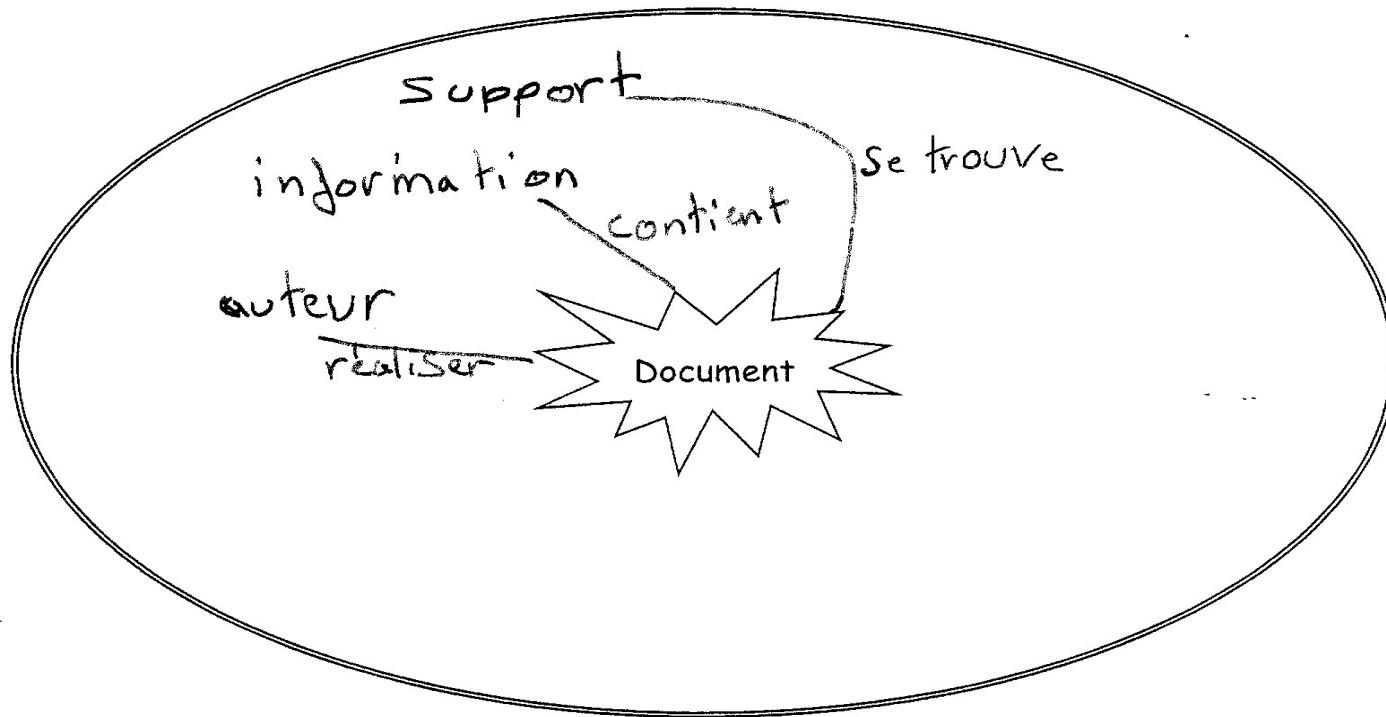 support
se trouve
information
contient
auteur
réaliser
Document